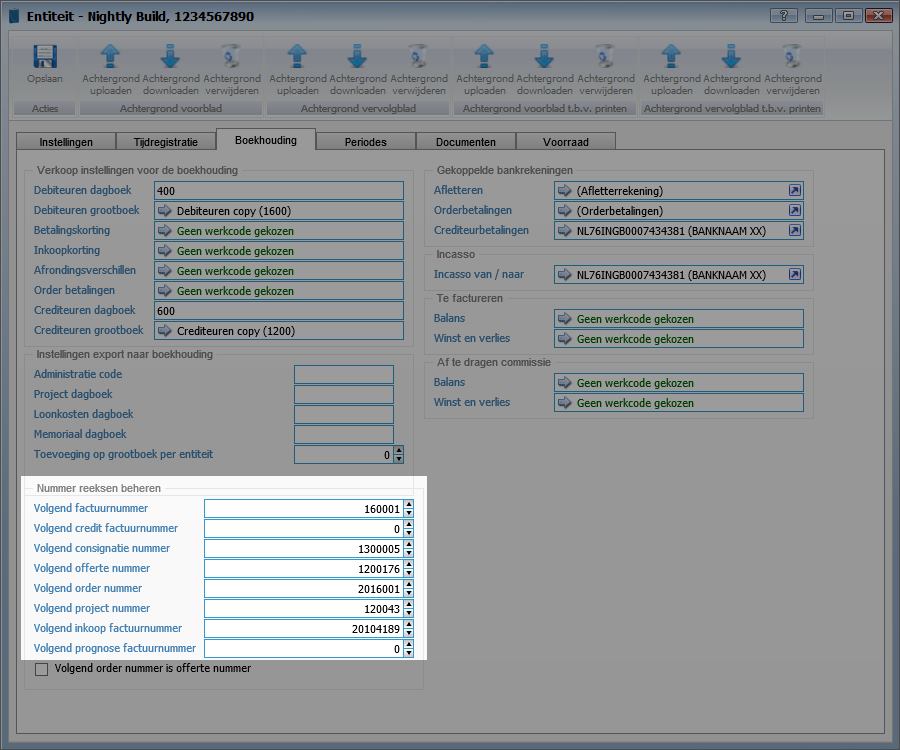 Entiteit - Nightly Build, 1234567890
?
Opslaan
Achtergrond uploaden
Achtergrond downloaden
Achtergrond verwijderen
Achtergrond uploaden
Achtergrond downloaden
Achtergrond verwijderen
Achtergrond uploaden
Achtergrond downloaden
Achtergrond verwijderen
Achtergrond uploaden
Achtergrond downloaden
Achtergrond verwijderen
Acties
Achtergrond voorblad
Achtergrond vervolgblad
Achtergrond voorblad t.b.v. printen
Achtergrond vervolgblad t.b.v. printen
Instellingen
Tijdregistratie
Boekhouding
Periodes
Documenten
Voorraad
Verkoop instellingen voor de boekhouding
Debiteuren dagboek 400
Debiteuren grootboek Debiteuren copy (1600)
Betalingskorting Geen werkcode gekozen
Inkoopkorting Geen werkcode gekozen
Afrondingsverschillen Geen werkcode gekozen
Order betalingen Geen werkcode gekozen
Crediteuren dagboek 600
Crediteuren grootboek Crediteuren copy (1200)
Instellingen export naar boekhouding
Administratie code
Project dagboek
Loonkosten dagboek
Memoriaal dagboek
Toevoeging op grootboek per entiteit 0
Nummer reeksen beheren
Volgend factuurnummer 160001
Volgend credit factuurnummer 0
Volgend consignatie nummer 1300005
Volgend offerte nummer 1200176
Volgend order nummer 2016001
Volgend project nummer 120043
Volgend inkoop factuurnummer 20104189
Volgend prognose factuurnummer 0
Volgend order nummer is offerte nummer
Gekoppelde bankrekeningen
Afletteren (Afletterrekening)
Orderbetalingen (Orderbetalingen)
Crediteurbetalingen NL76INGB0007434381 (BANKNAAM XX)
Incasso
Incasso van / naar NL76INGB0007434381 (BANKNAAM XX)
Te factureren
Balans Geen werkcode gekozen
Winst en verlies Geen werkcode gekozen
Af te dragen commissie
Balans Geen werkcode gekozen
Winst en verlies Geen werkcode gekozen